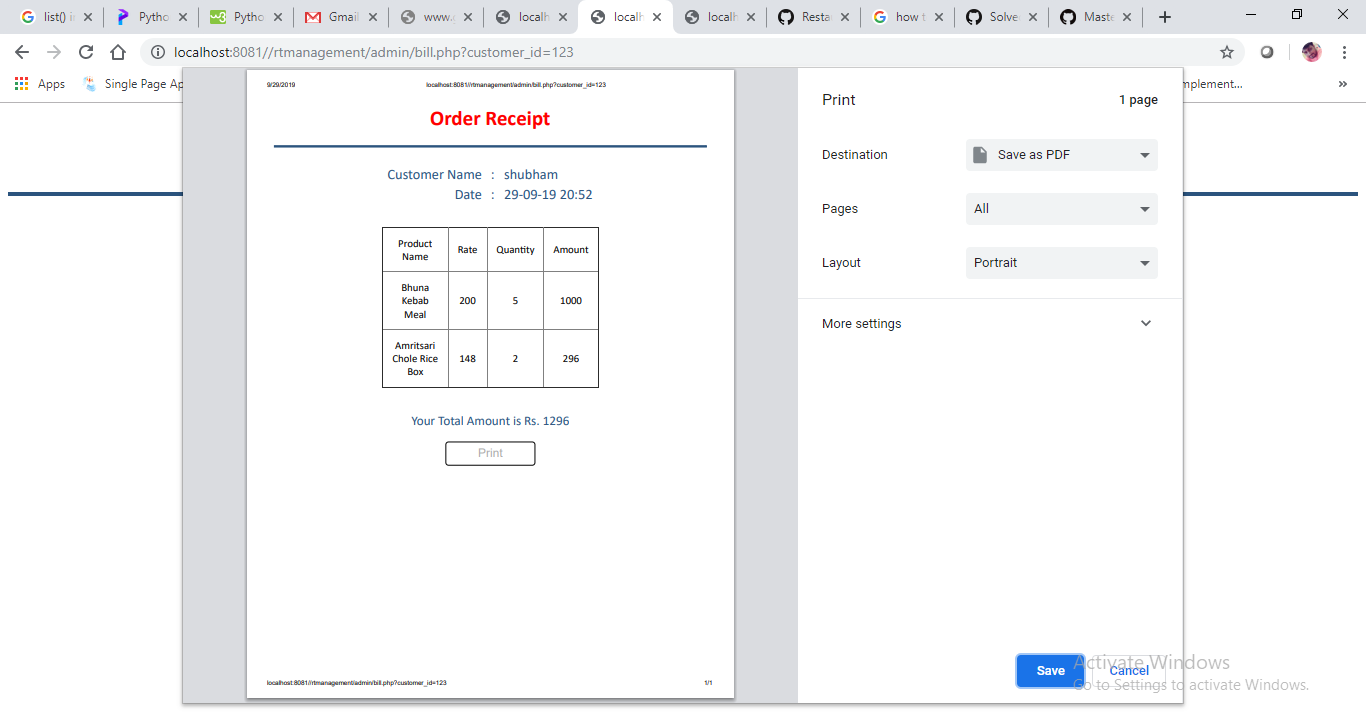 list() i
Pytho
Pytho
Gmail
www.
localh
localh
localh
Resta
how t
Solve
Maste
localhost:8081//rtmanagement/admin/bill.php?customer_id=123
Apps
Single Page Ap
mplement...
9/29/2019
localhost:8081//rtmanagement/admin/bill.php?customer_id=123
Order Receipt
Customer Name : shubham
Date : 29-09-19 20:52
Product Name Rate Quantity Amount
Bhuna Kebab Meal 200 5 1000
Amritsari Chole Rice Box 148 2 296
Your Total Amount is Rs. 1296
Print
localhost:8081//rtmanagement/admin/bill.php?customer_id=123
1/1
Print 1 page
Destination Save as PDF
Pages All
Layout Portrait
More settings
Save Cancel
Activate Windows
Go to Settings to activate Windows.